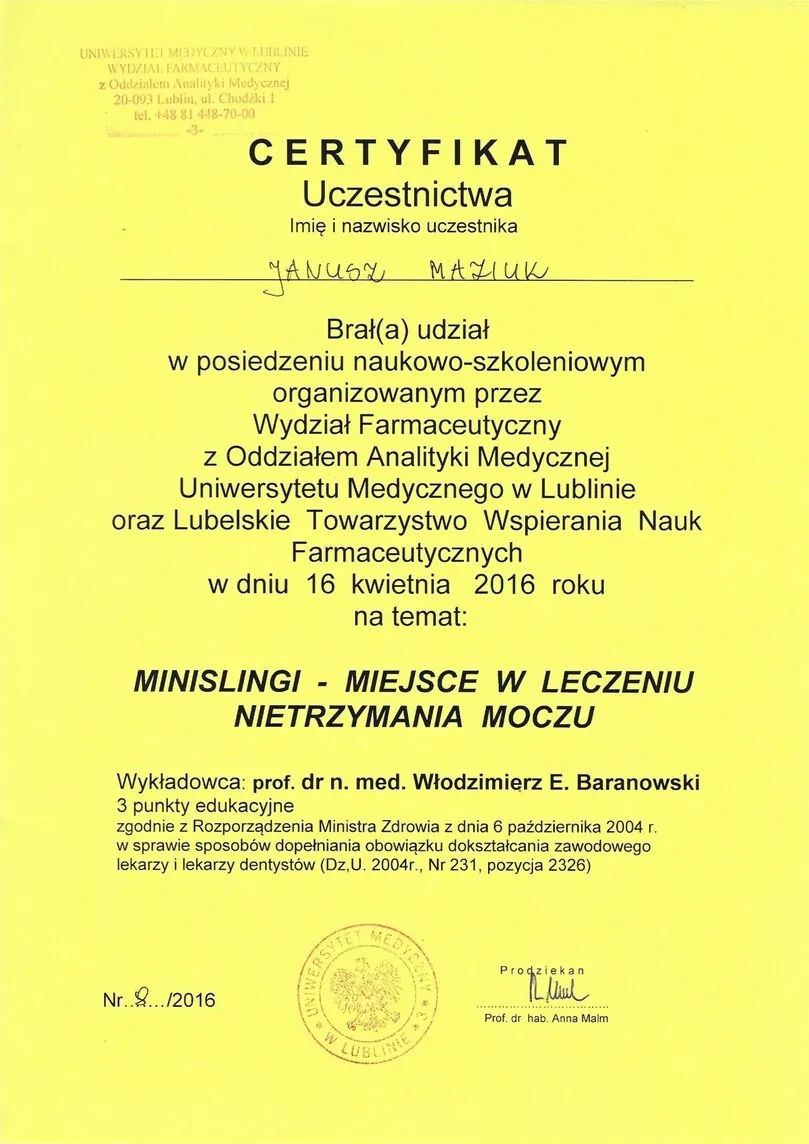 UNIWERSYTET MEDYCZNY W LUBLINIE
WYDZIAŁ FARMACEUTYCZNY
z Oddziałem Analityki Medycznej
20-093 Lublin, ul. Chodźki 1
tel. +48 81 448-70-00
-3-
CERTYFIKAT
Uczestnictwa
Imię i nazwisko uczestnika
JANUSZ MAZIUK
Brał(a) udział
w posiedzeniu naukowo-szkoleniowym
organizowanym przez
Wydział Farmaceutyczny
z Oddziałem Analityki Medycznej
Uniwersytetu Medycznego w Lublinie
oraz Lubelskie Towarzystwo Wspierania Nauk
Farmaceutycznych
w dniu 16 kwietnia 2016 roku
na temat:
MINISLINGI - MIEJSCE W LECZENIU
NIETRZYMANIA MOCZU
Wykładowca: prof. dr n. med. Włodzimierz E. Baranowski
3 punkty edukacyjne
zgodnie z Rozporządzenia Ministra Zdrowia z dnia 6 października 2004 r.
w sprawie sposobów dopełniania obowiązku dokształcania zawodowego
lekarzy i lekarzy dentystów (Dz,U. 2004r., Nr 231, pozycja 2326)
Nr..8.../2016
UNIWERSYTET MEDYCZNY * 3 * W LUBLINIE *
Prodziekan
Prof. dr hab. Anna Malm